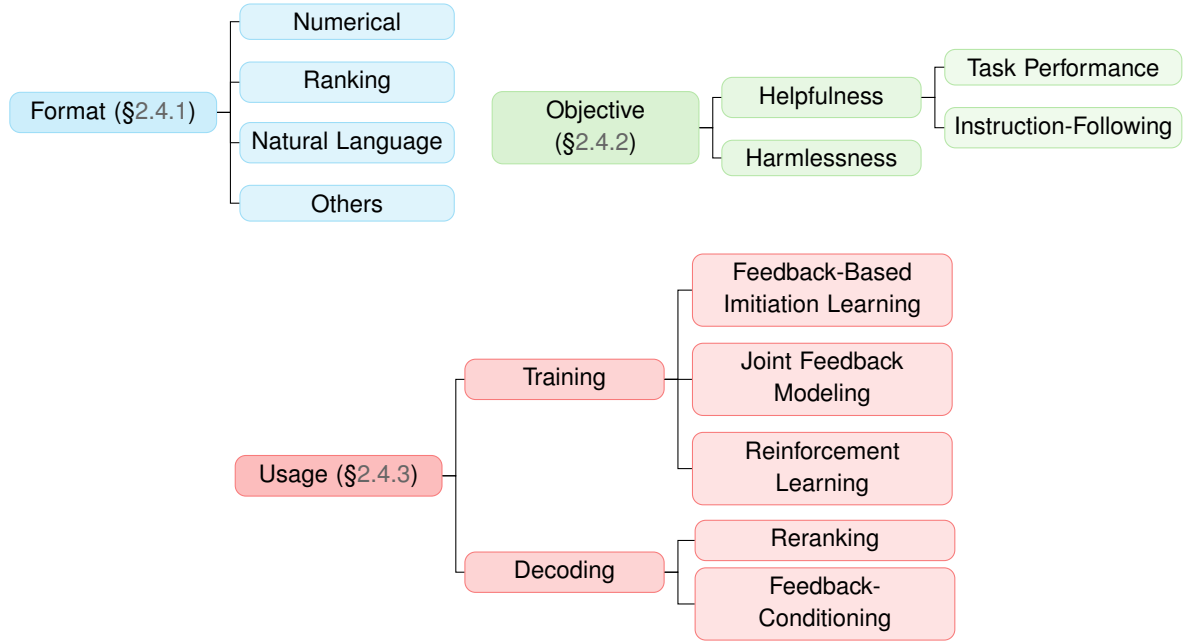 Format (§2.4.1)
Numerical
Ranking
Natural Language
Others
Objective
(§2.4.2)
Helpfulness
Harmlessness
Task Performance
Instruction-Following
Usage (§2.4.3)
Training
Feedback-Based
Imitiation Learning
Joint Feedback
Modeling
Reinforcement
Learning
Decoding
Reranking
Feedback-
Conditioning